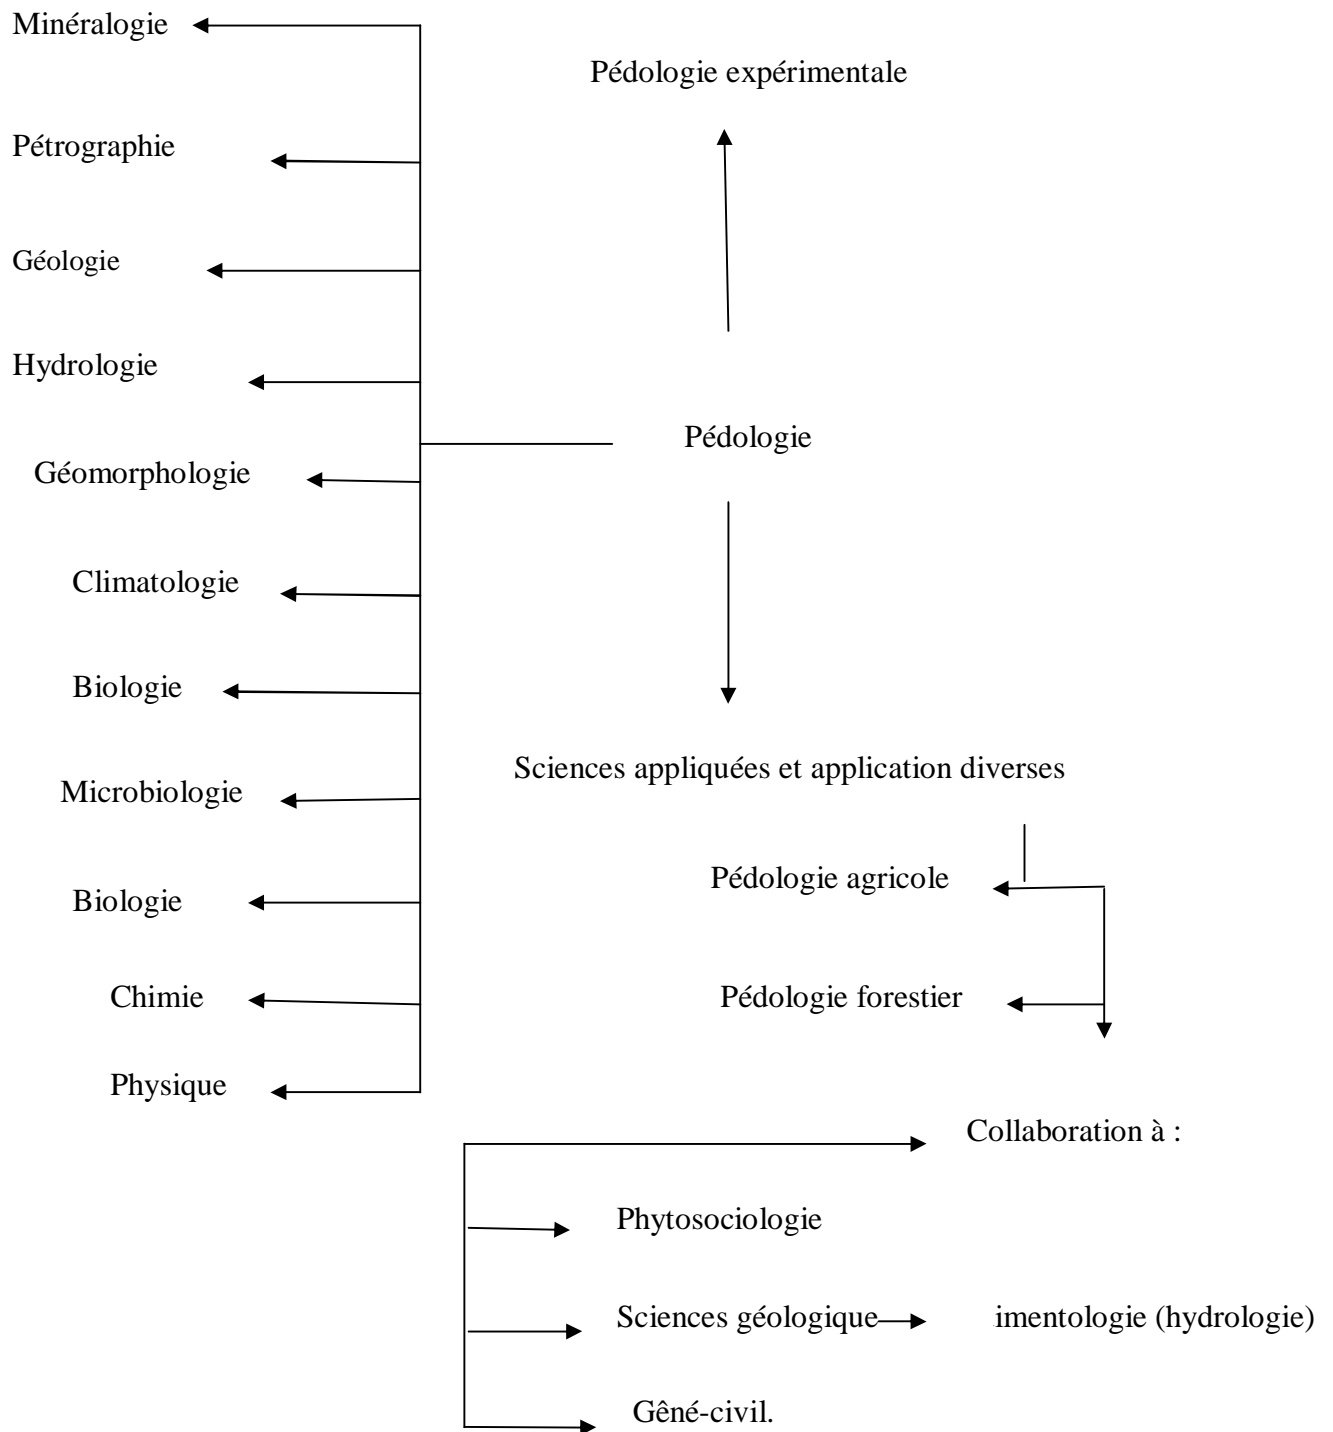 Minéralogie
Pédologie expérimentale
Pétrographie
Géologie
Hydrologie
Pédologie
Géomorphologie
Climatologie
Biologie
Sciences appliquées et application diverses
Microbiologie
Pédologie agricole
Biologie
Chimie
Pédologie forestier
Physique
Collaboration à :
Phytosociologie
Sciences géologique imentologie (hydrologie)
Gêné-civil.